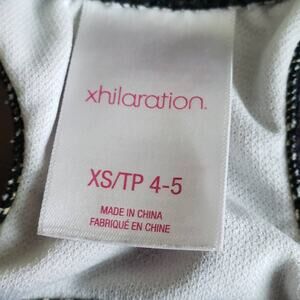 xhilaration.
XS/TP 4-5
MADE IN CHINA
FABRIQUÉ EN CHINE